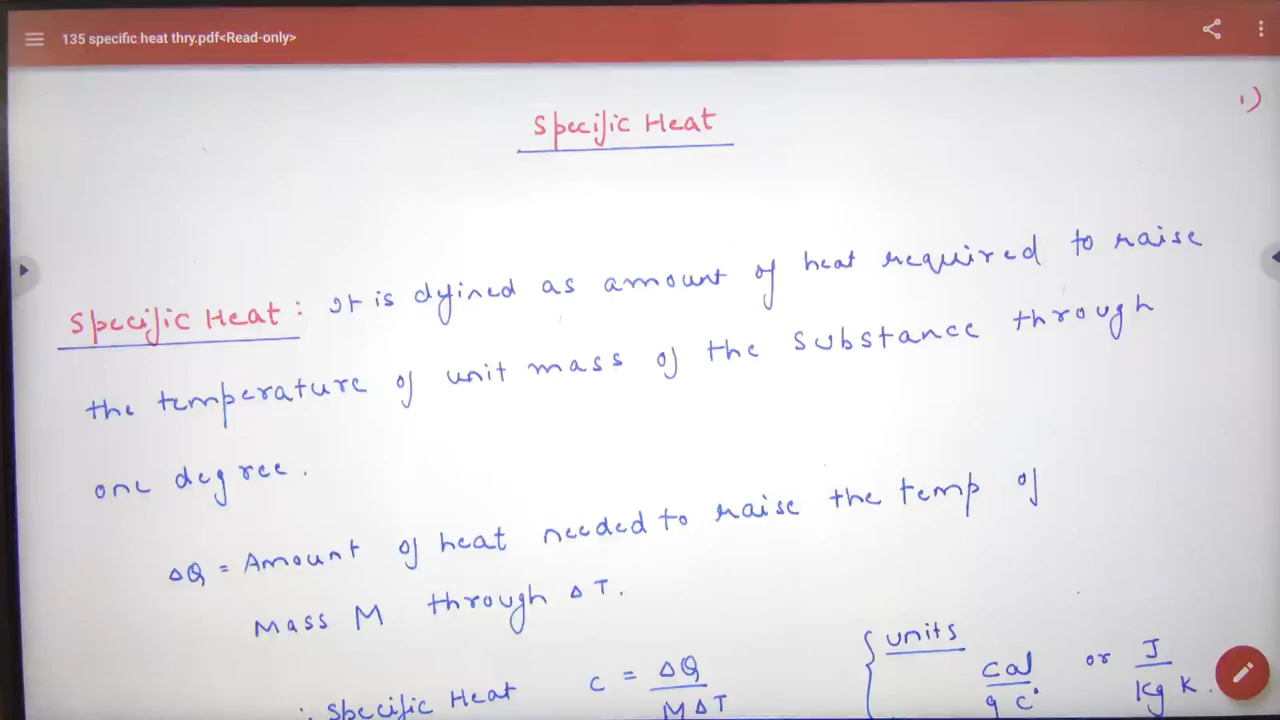 135 specific heat thry.pdf<Read-only>
1)
Specific Heat
Specific Heat : It is defined as amount of heat required to raise
the temperature of unit mass of the substance through
one degree.
ΔQ = Amount of heat needed to raise the temp of
Mass M through ΔT.
∴ Specific Heat c = ΔQ / MΔT { units cal / g c° or J / Kg K.